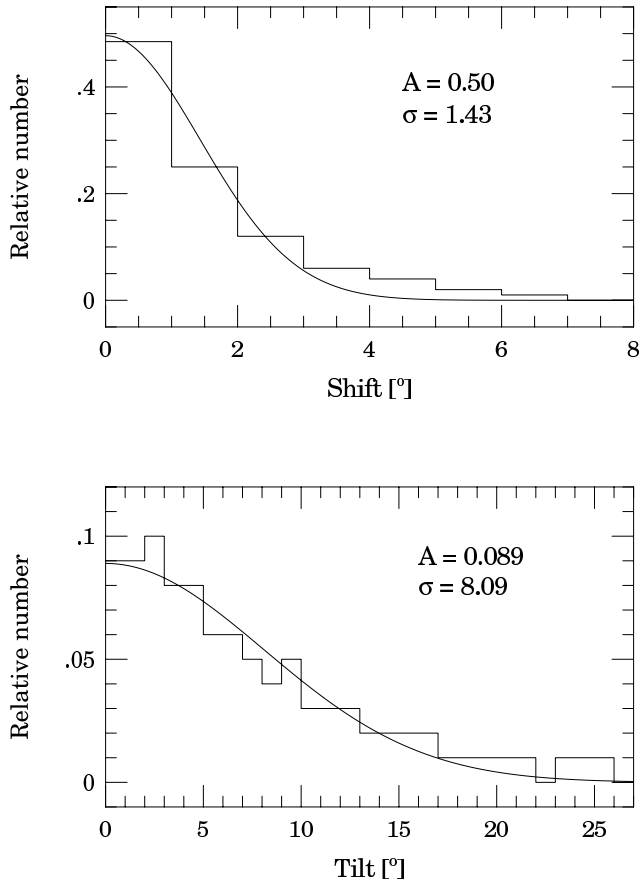 Relative number
.4
.2
0
A = 0.50
σ = 1.43
0 2 4 6 8
Shift [°]
Relative number
.1
.05
0
A = 0.089
σ = 8.09
0 5 10 15 20 25
Tilt [°]